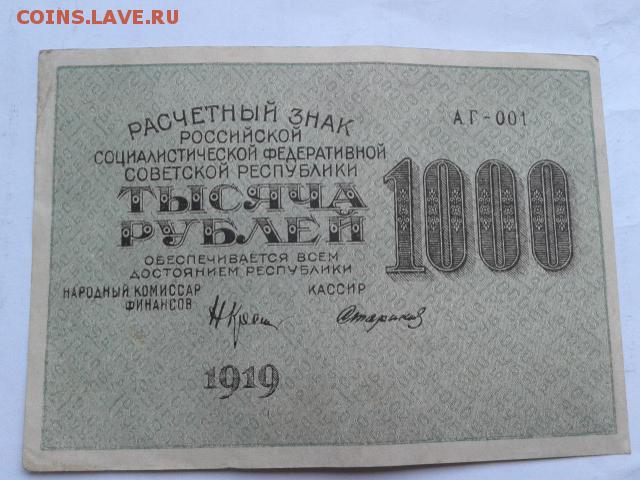 COINS.LAVE.RU
РАСЧЕТНЫЙ ЗНАК
АГ-001
РОССИЙСКОЙ
СОЦИАЛИСТИЧЕСКОЙ ФЕДЕРАТИВНОЙ
СОВЕТСКОЙ РЕСПУБЛИКИ
ТЫСЯЧА
РУБЛЕЙ
1000
ОБЕСПЕЧИВАЕТСЯ ВСЕМ
ДОСТОЯНИЕМ РЕСПУБЛИКИ
НАРОДНЫЙ КОМИССАР
ФИНАНСОВ
КАССИР
Стариков
1919